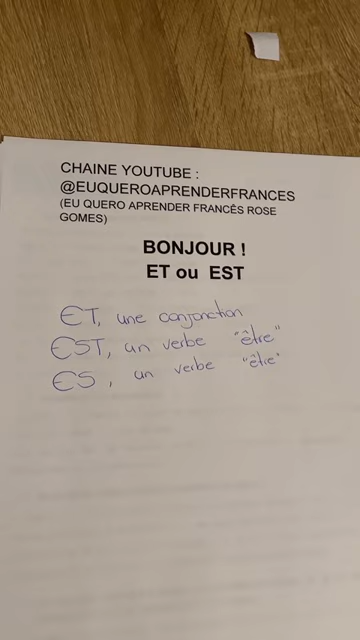 CHAINE YOUTUBE :
@EUQUEROAPRENDERFRANCES
(EU QUERO APRENDER FRANCÊS ROSE
GOMES)
BONJOUR !
ET ou EST
ET, une conjonction
EST, un verbe "être"
ES, un verbe "être"